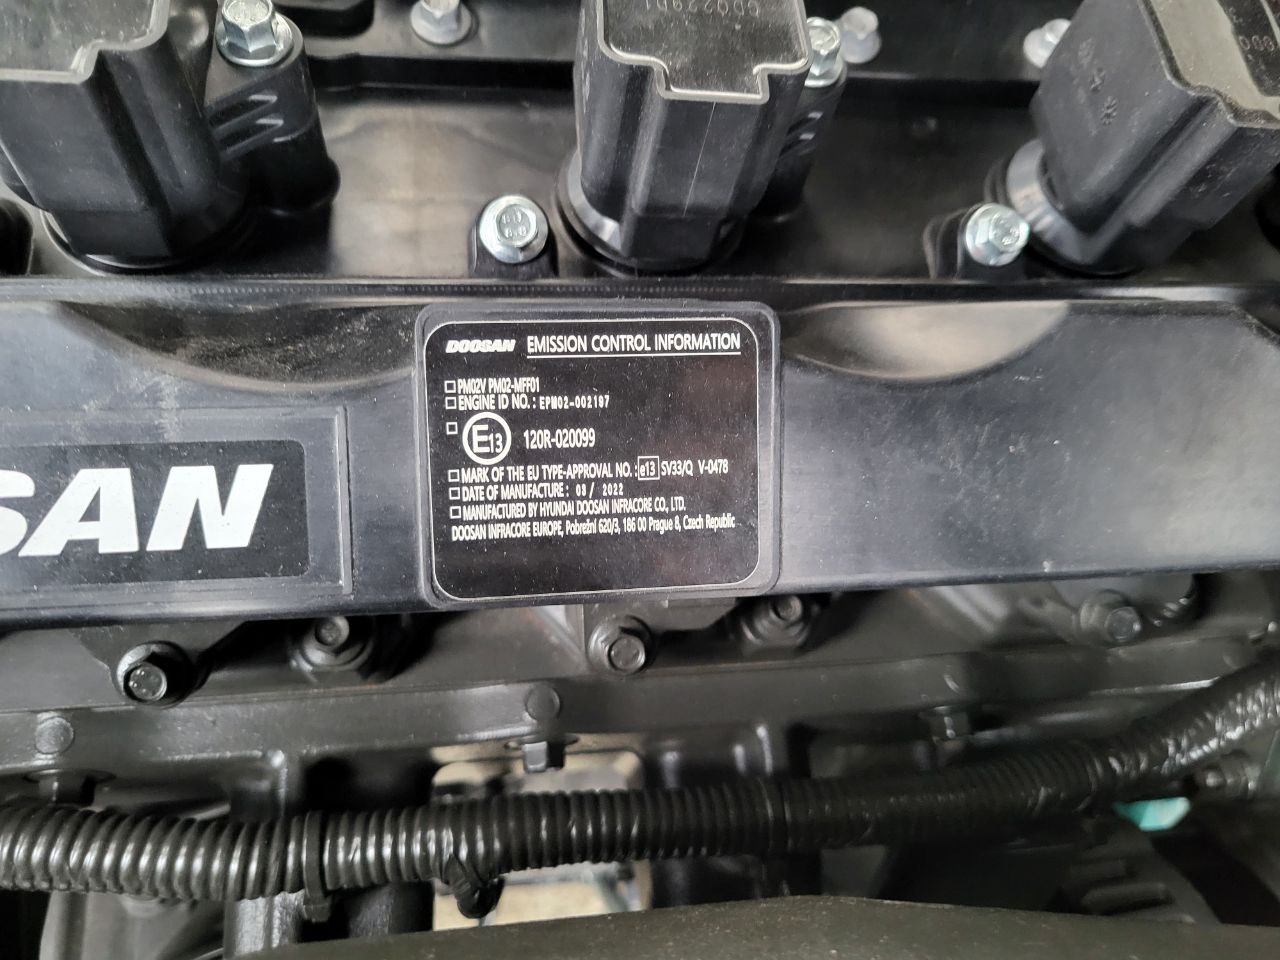 DOOSAN EMISSION CONTROL INFORMATION
PM02V PM02-MFF01
ENGINE ID NO. : EPM02-002197
E13 120R-020099
MARK OF THE EU TYPE-APPROVAL NO. : e13 SV33/Q V-0478
DATE OF MANUFACTURE : 03/ 2022
MANUFACTURED BY HYUNDAI DOOSAN INFRACORE CO., LTD.
DOOSAN INFRACORE EUROPE, Pobrežní 620/3, 186 00 Prague 8, Czech Republic
SAN